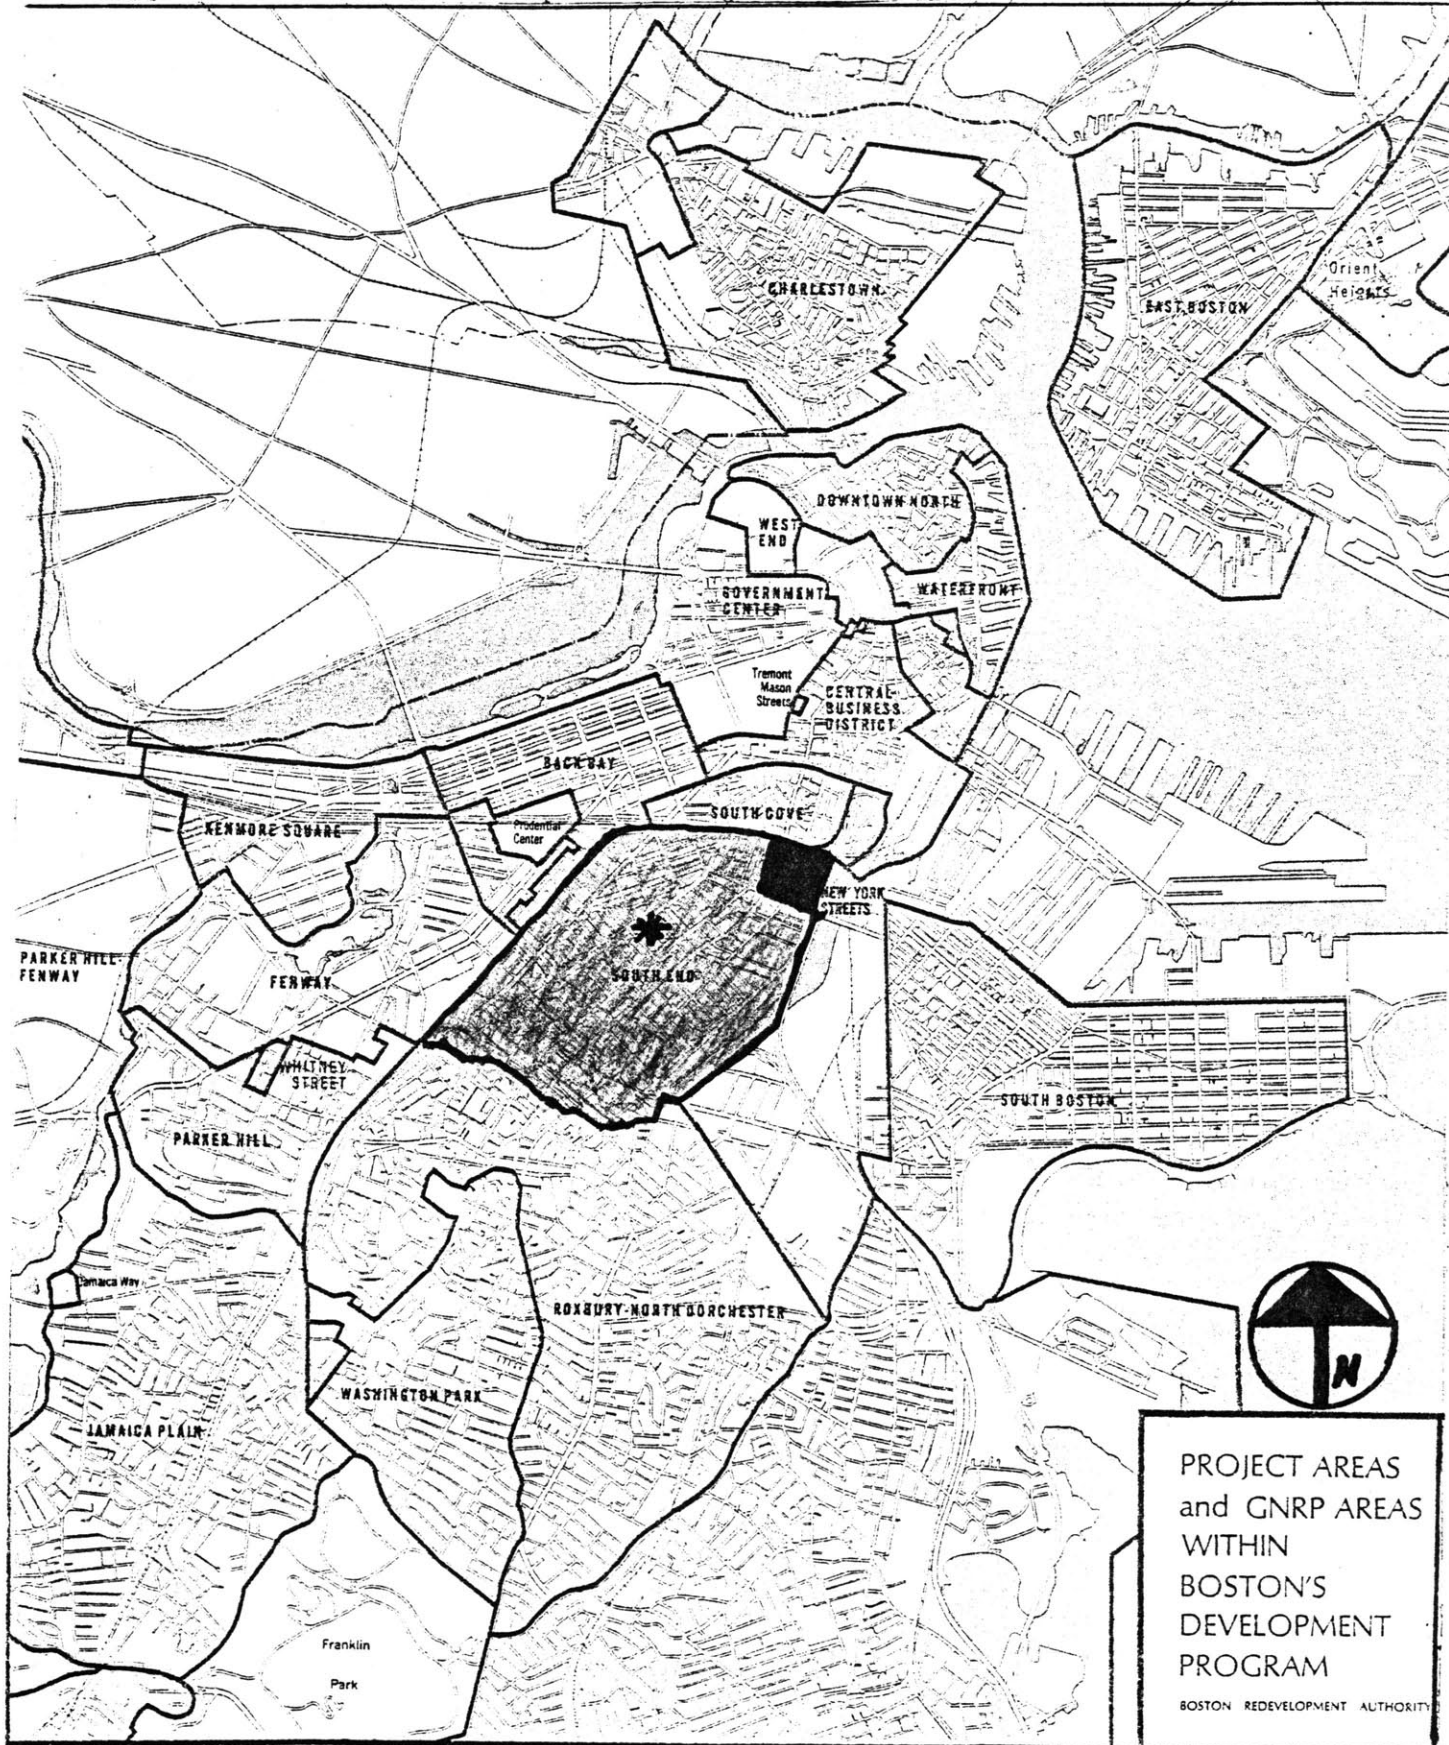 CHARLESTOWN
EAST BOSTON
Orient
Heights
DOWNTOWN NORTH
WEST
END
GOVERNMENT
CENTER
WATERFRONT
Tremont
Mason
Streets
CENTRAL
BUSINESS
DISTRICT
BACK BAY
SOUTH COVE
KENMORE SQUARE
Prudential
Center
NEW YORK
STREETS
PARKER HILL
FENWAY
FENWAY
SOUTH END
WHITNEY
STREET
SOUTH BOSTON
PARKER HILL
Jamaica Way
ROXBURY-NORTH DORCHESTER
N
WASHINGTON PARK
JAMAICA PLAIN
Franklin
Park
PROJECT AREAS
and GNRP AREAS
WITHIN
BOSTON'S
DEVELOPMENT
PROGRAM
BOSTON REDEVELOPMENT AUTHORITY